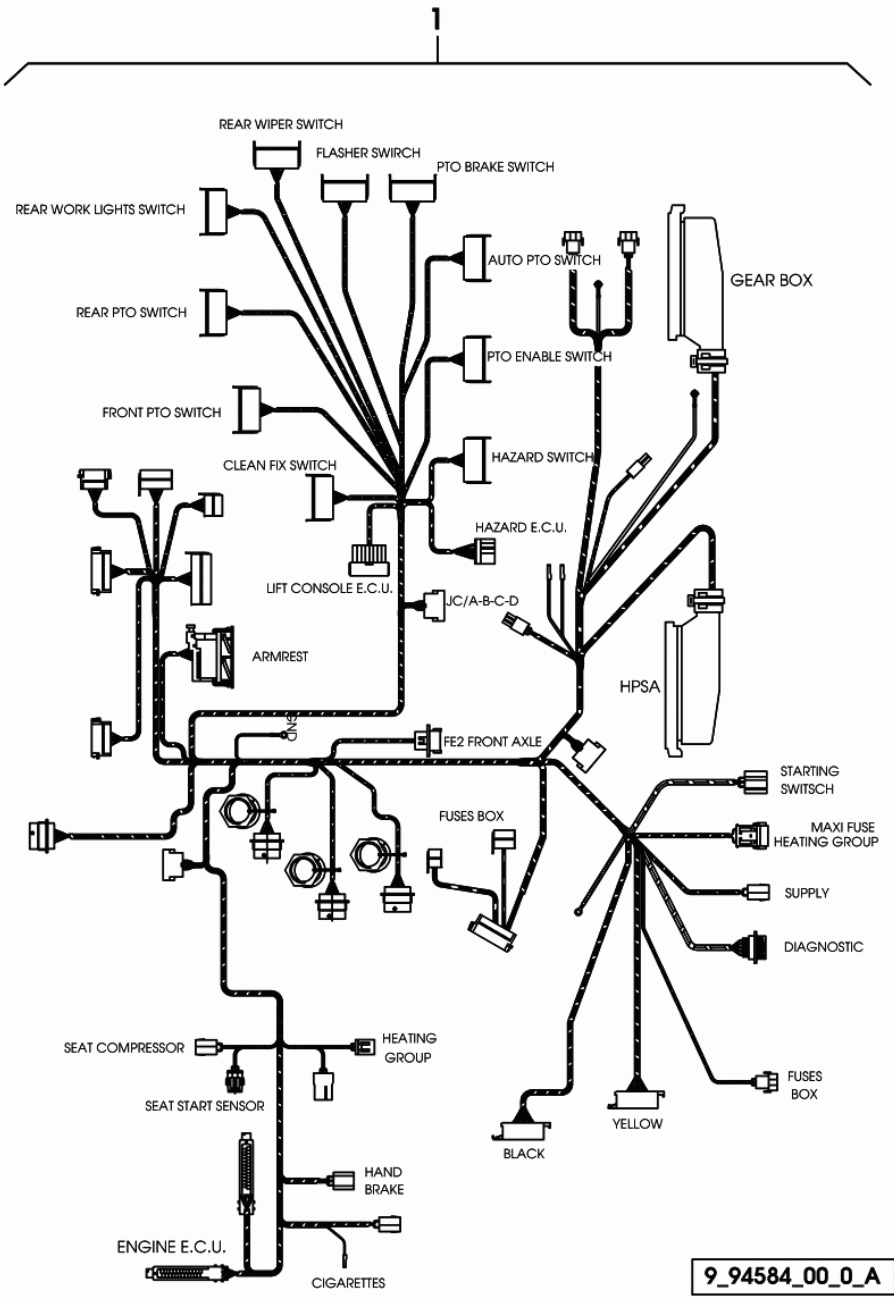 1
REAR WIPER SWITCH
FLASHER SWIRCH
PTO BRAKE SWITCH
REAR WORK LIGHTS SWITCH
AUTO PTO SWITCH
GEAR BOX
REAR PTO SWITCH
PTO ENABLE SWITCH
FRONT PTO SWITCH
CLEAN FIX SWITCH
HAZARD SWITCH
HAZARD E.C.U.
LIFT CONSOLE E.C.U.
JC/A-B-C-D
ARMREST
HPSA
GND
FE2 FRONT AXLE
STARTING
SWITSCH
FUSES BOX
MAXI FUSE
HEATING GROUP
SUPPLY
DIAGNOSTIC
SEAT COMPRESSOR
HEATING
GROUP
SEAT START SENSOR
FUSES
BOX
YELLOW
BLACK
HAND
BRAKE
ENGINE E.C.U.
CIGARETTES
9_94584_00_0_A